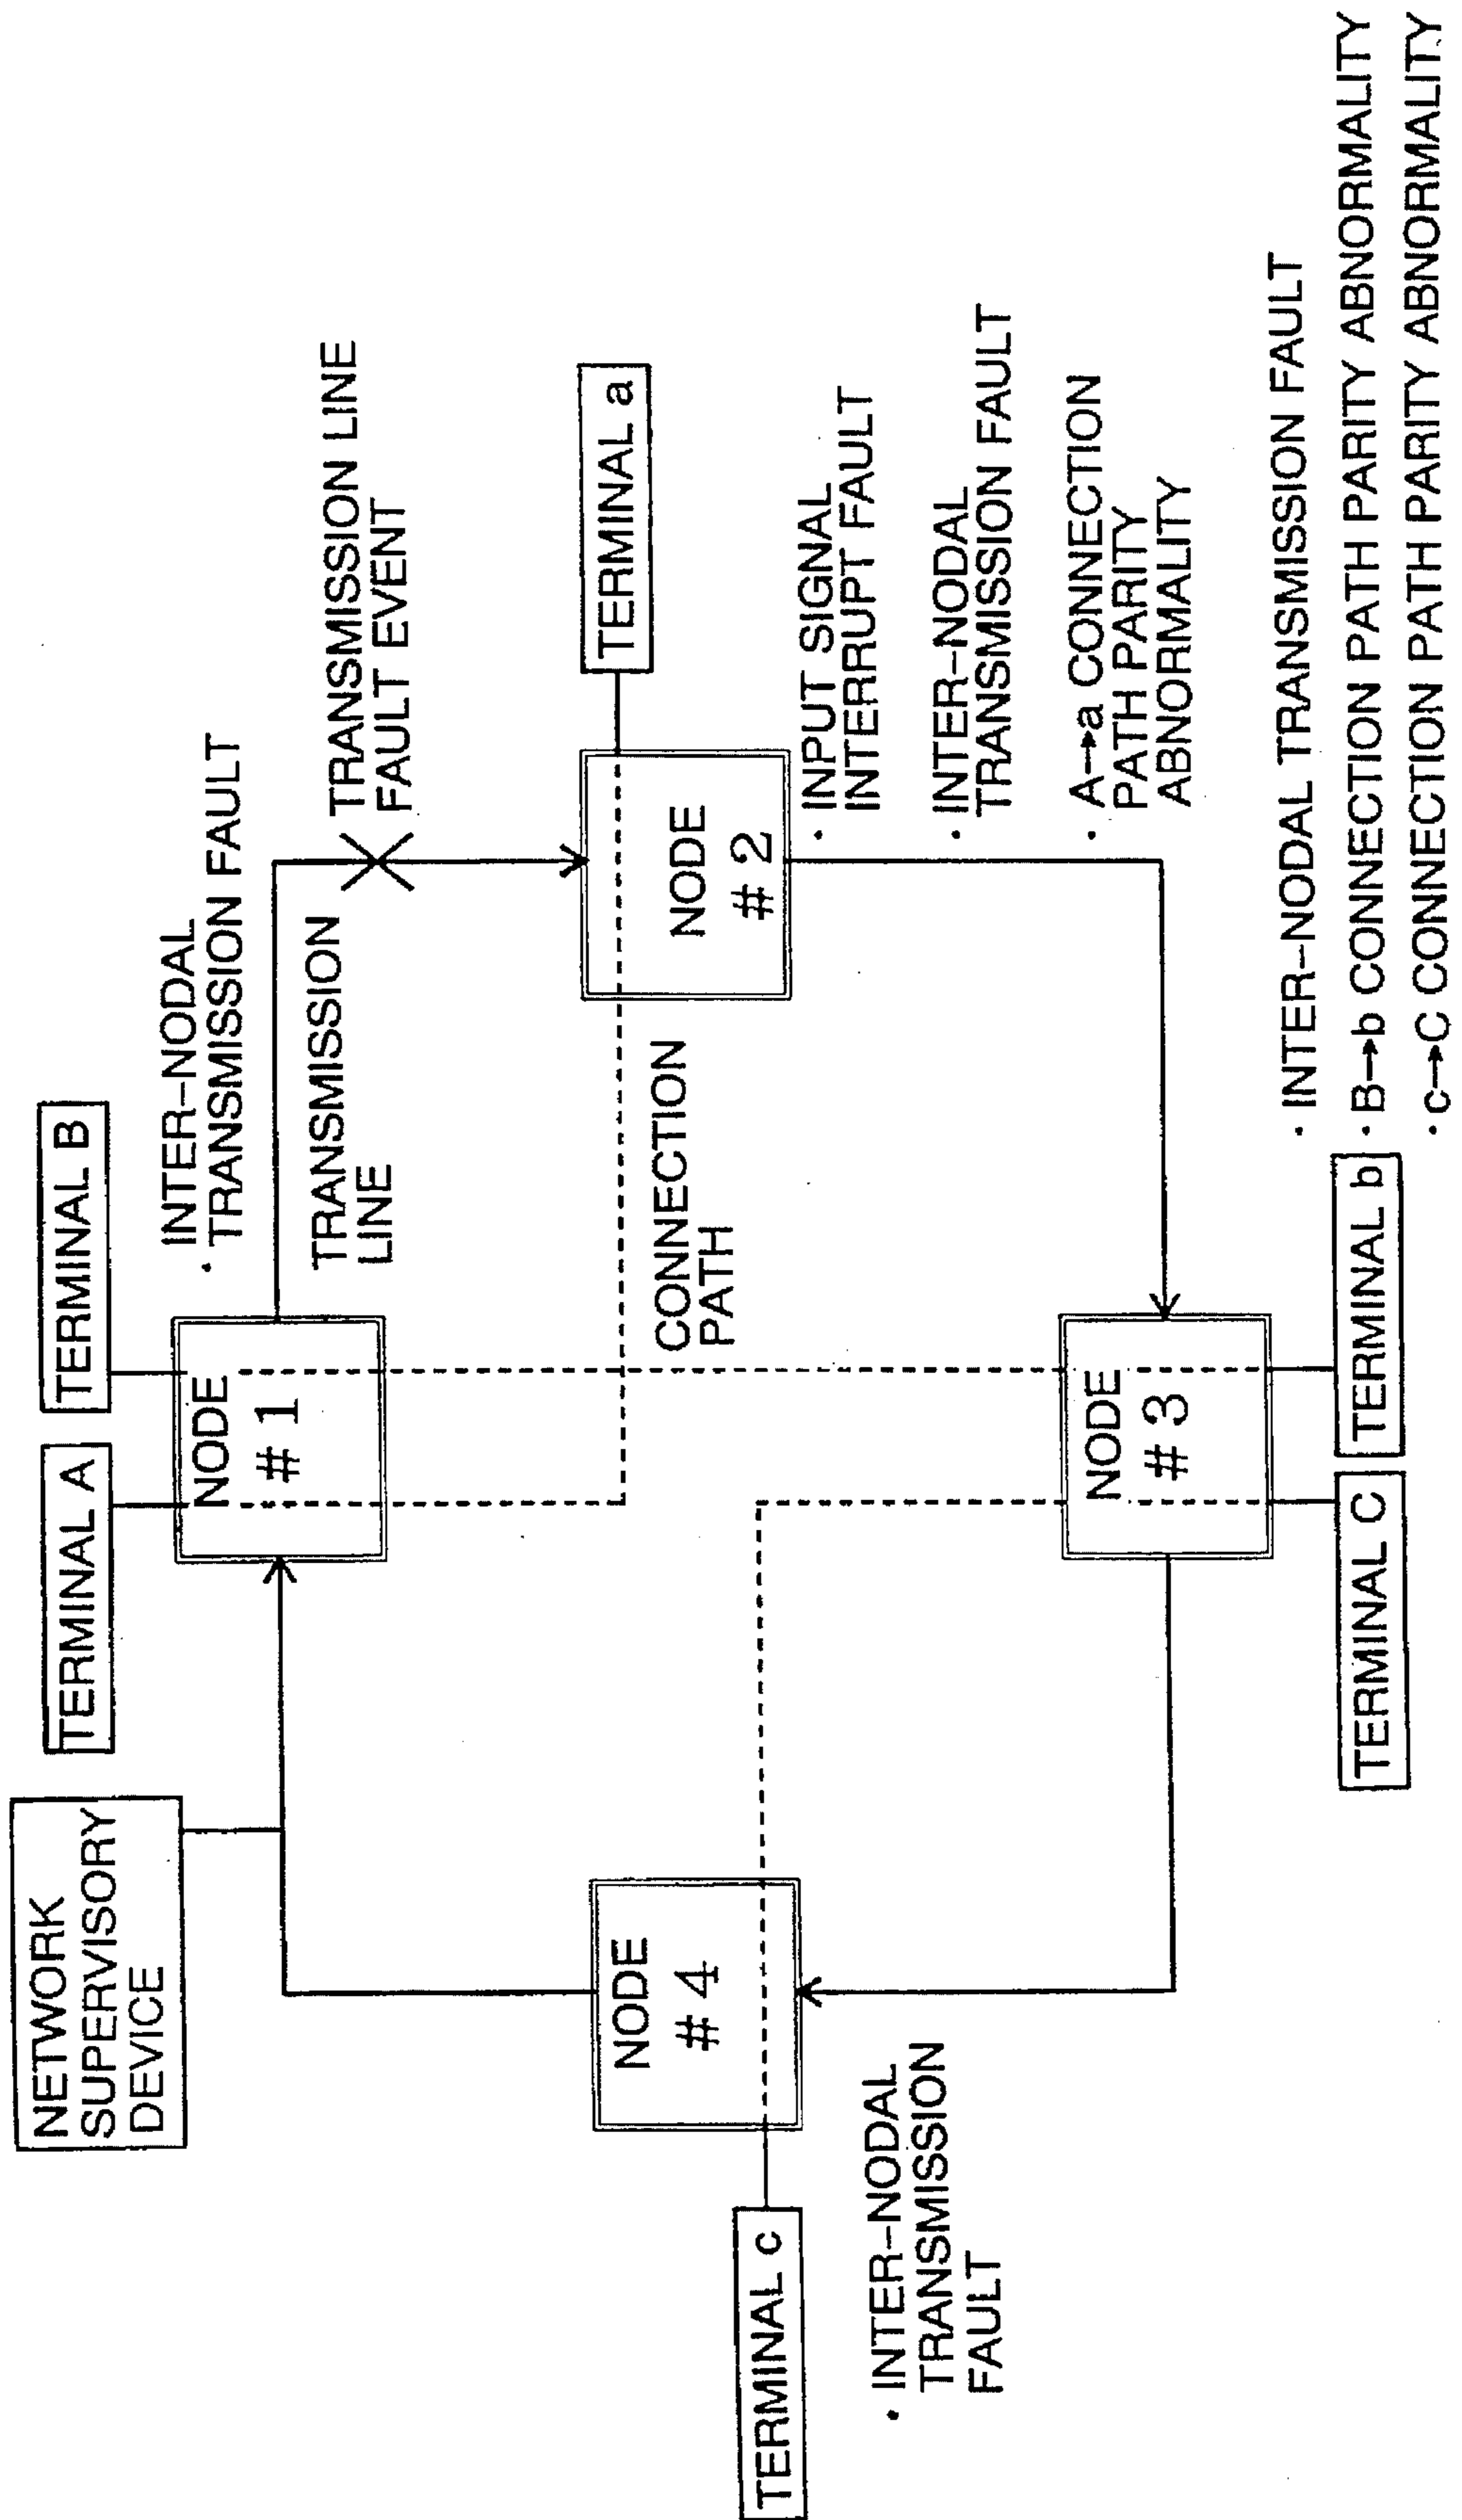 NETWORK
SUPERVISORY
DEVICE
TERMINAL A
TERMINAL B
· INTER-NODAL
TRANSMISSION FAULT
NODE
# 1
TRANSMISSION
LINE
TRANSMISSION LINE
FAULT EVENT
TERMINAL c
NODE
# 4
CONNECTION
PATH
NODE
# 2
TERMINAL a
· INTER-NODAL
TRANSMISSION
FAULT
· INPUT SIGNAL
INTERRUPT FAULT
· INTER-NODAL
TRANSMISSION FAULT
· A→a CONNECTION
PATH PARITY
ABNORMALITY
NODE
# 3
TERMINAL C
TERMINAL b
· INTER-NODAL TRANSMISSION FAULT
· B→b CONNECTION PATH PARITY ABNORMALITY
· c→C CONNECTION PATH PARITY ABNORMALITY